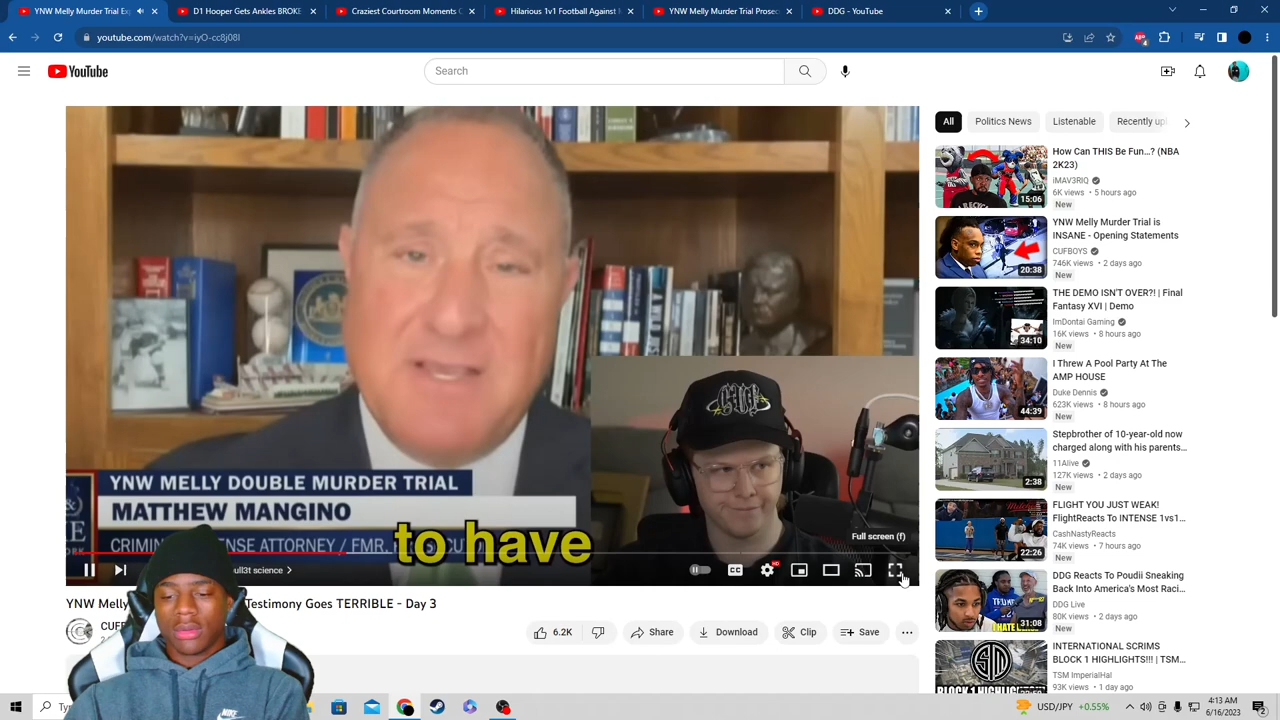 YNW Melly Murder Trial Ex
D1 Hooper Gets Ankles BROKE
Craziest Courtroom Moments
Hilarious 1v1 Football Against
YNW Melly Murder Trial Prosec
DDG - YouTube
youtube.com/watch?v=iyO-cc8j08I
YouTube
Search
All
Politics News
Listenable
Recently upl
How Can THIS Be Fun...? (NBA
2K23)
iMAV3RIQ
6K views • 5 hours ago
New
15:06
YNW Melly Murder Trial is
INSANE - Opening Statements
CUFBOYS
746K views • 2 days ago
New
20:38
THE DEMO ISN'T OVER?! | Final
Fantasy XVI | Demo
ImDontai Gaming
16K views • 8 hours ago
New
34:10
I Threw A Pool Party At The
AMP HOUSE
Duke Dennis
623K views • 8 hours ago
New
44:39
Stepbrother of 10-year-old now
charged along with his parents...
11Alive
127K views • 2 days ago
New
2:38
FLIGHT YOU JUST WEAK!
FlightReacts To INTENSE 1vs1...
CashNastyReacts
74K views • 7 hours ago
New
22:26
DDG Reacts To Poudii Sneaking
Back Into America's Most Raci...
DDG Live
80K views • 2 days ago
New
31:08
INTERNATIONAL SCRIMS
BLOCK 1 HIGHLIGHTS!!! | TSM...
TSM ImperialHal
93K views • 1 day ago
YNW MELLY DOUBLE MURDER TRIAL
MATTHEW MANGINO
to have
Full screen (f)
ull3t science
HD
YNW Melly
Testimony Goes TERRIBLE - Day 3
CUF
6.2K
Share
Download
Clip
Save
USD/JPY +0.55%
4:13 AM
6/16/2023